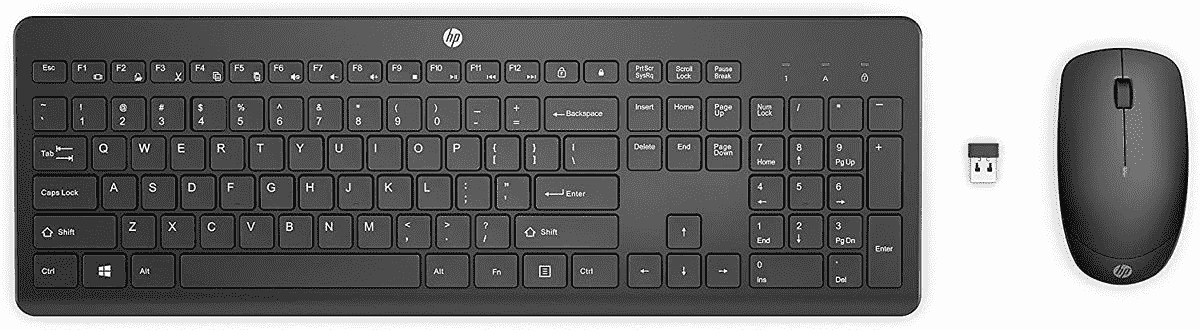 hp
Esc F1 F2 F3 F4 F5 F6 F7 F8 F9 F10 F11 F12 PrtScr Scroll Pause
SysRq Lock Break 1 A
~ ! @ # $ % ^ & * ( ) _ +
` 1 2 3 4 5 6 7 8 9 0 - = Backspace Insert Home Page Up Num Lock / * −
Tab Q W E R T Y U I O P { } |
[ ] \ Delete End Page Down 7 8 9 +
Home ↑ Pg Up
Caps Lock A S D F G H J K L : " Enter 4 5 6
; ' ← →
Shift Z X C V B N M < > ? Shift ↑ 1 2 3
, . / End ↓ Pg Dn Enter
Ctrl Alt Alt Fn Ctrl ← ↓ → 0 .
Ins Del
hp